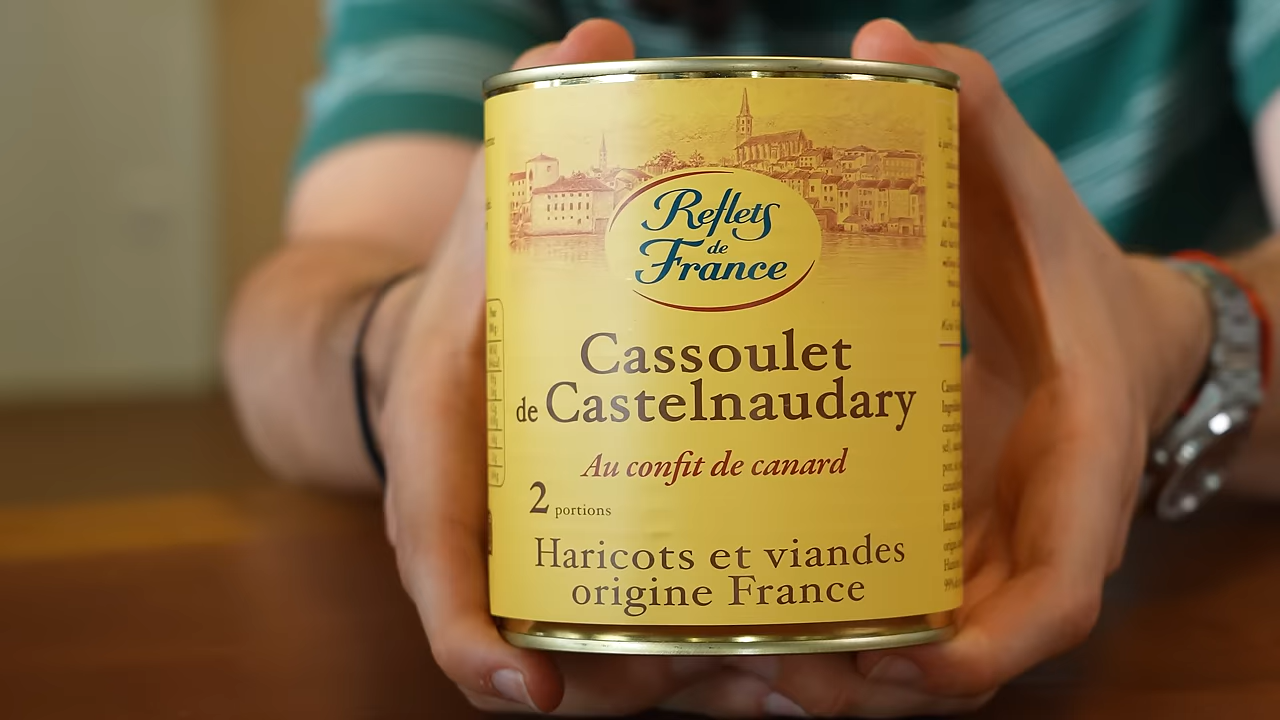 Reflets
de
France
Cassoulet
de Castelnaudary
Au confit de canard
2 portions
Haricots et viandes
origine France